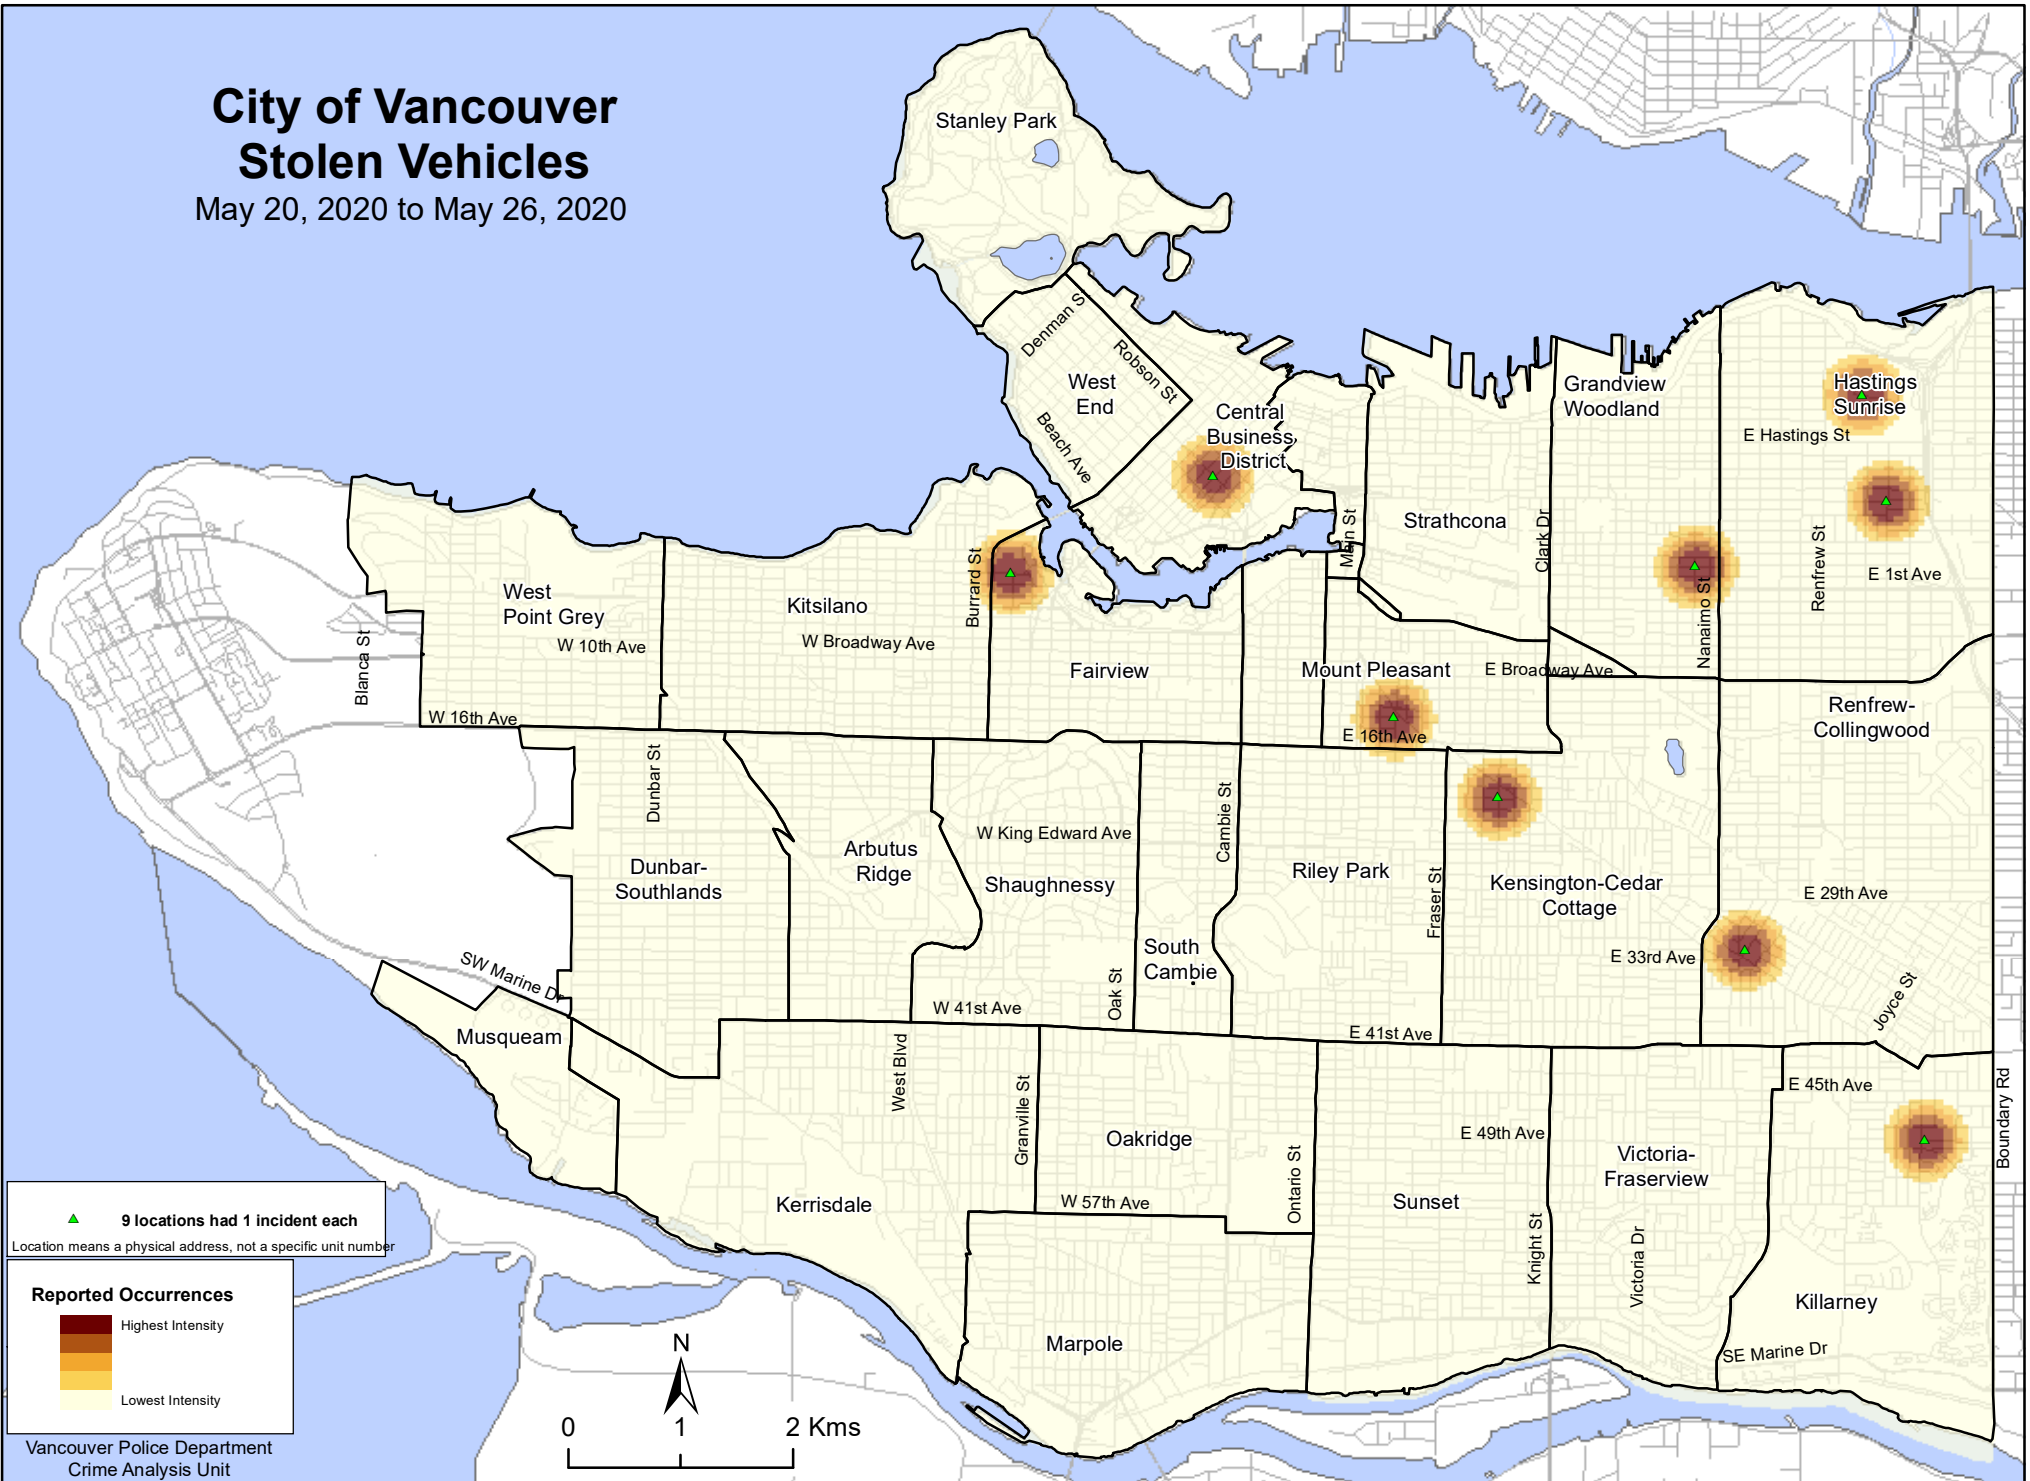 City of Vancouver
Stolen Vehicles
May 20, 2020 to May 26, 2020
Stanley Park
Denman S
Robson St
West
End
Beach Ave
Central
Business
District
Grandview
Woodland
Hastings
Sunrise
E Hastings St
Strathcona
Main St
Clark Dr
Renfrew St
E 1st Ave
Nanaimo St
Burrard St
West
Point Grey
W 10th Ave
Kitsilano
W Broadway Ave
Blanca St
W 16th Ave
Fairview
Mount Pleasant
E Broadway Ave
E 16th Ave
Renfrew-
Collingwood
Dunbar St
Dunbar-
Southlands
Arbutus
Ridge
W King Edward Ave
Shaughnessy
Cambie St
Riley Park
Fraser St
Kensington-Cedar
Cottage
E 29th Ave
E 33rd Ave
South
Cambie
Oak St
W 41st Ave
E 41st Ave
Joyce St
SW Marine Dr
Musqueam
West Blvd
Granville St
Oakridge
W 57th Ave
Ontario St
E 49th Ave
Sunset
Knight St
Victoria-
Fraserview
Victoria Dr
E 45th Ave
Boundary Rd
Killarney
SE Marine Dr
Kerrisdale
Marpole
9 locations had 1 incident each
Location means a physical address, not a specific unit number
Reported Occurrences
Highest Intensity
Lowest Intensity
Vancouver Police Department
Crime Analysis Unit
N
0 1 2 Kms